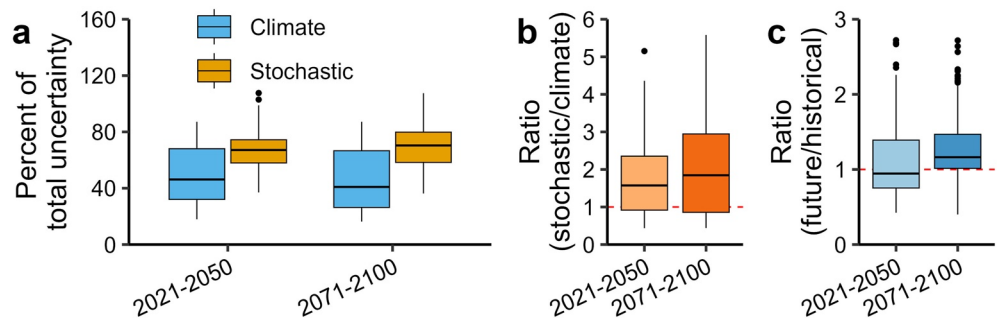 a
Percent of
total uncertainty
160
120
80
40
0
Climate
Stochastic
2021-2050
2071-2100
b
Ratio
(stochastic/climate)
6
5
4
3
2
1
0
2021-2050
2071-2100
c
Ratio
(future/historical)
3
2
1
0
2021-2050
2071-2100